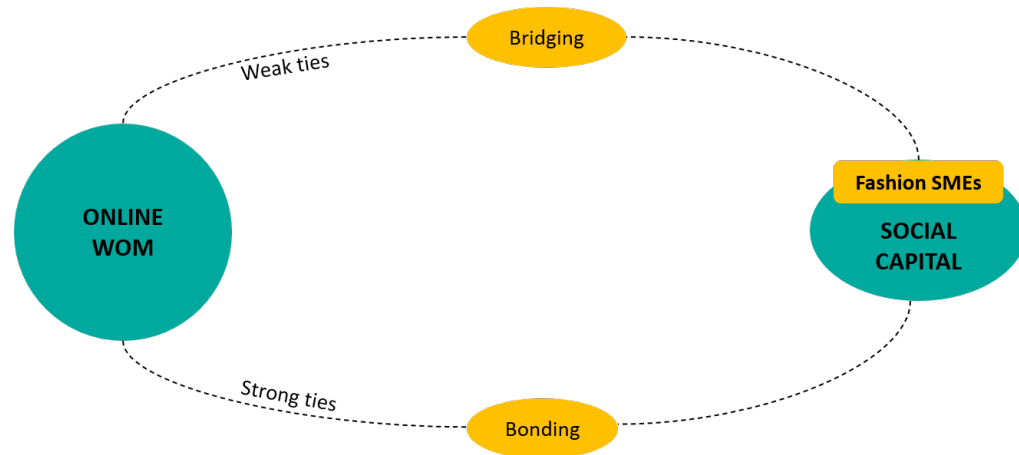 Bridging
Weak ties
Fashion SMEs
ONLINE
WOM
SOCIAL
CAPITAL
Strong ties
Bonding